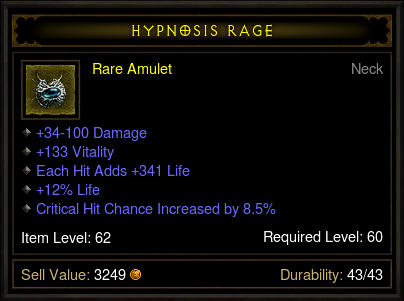 HYPNOSIS RAGE
Rare Amulet Neck
+34-100 Damage
+133 Vitality
Each Hit Adds +341 Life
+12% Life
Critical Hit Chance Increased by 8.5%
Item Level: 62 Required Level: 60
Sell Value: 3249 Durability: 43/43